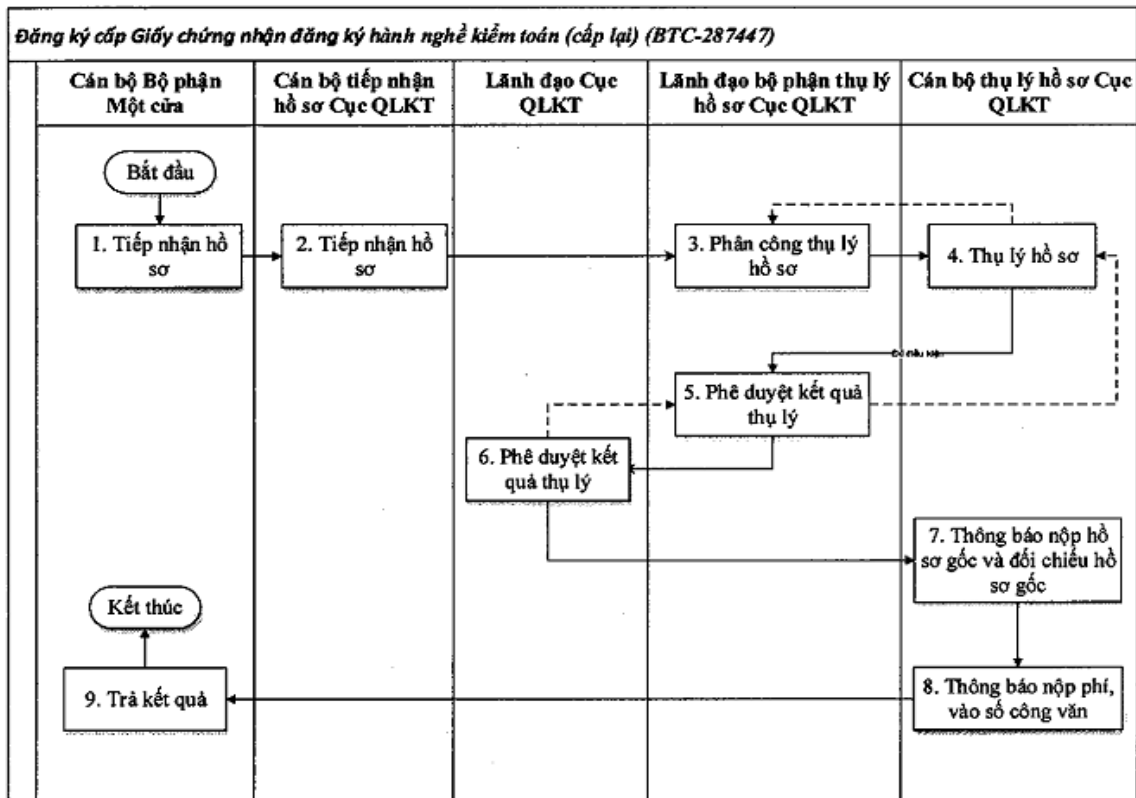 Đăng ký cấp Giấy chứng nhận đăng ký hành nghề kiểm toán (cấp lại) (BTC-287447)
Cán bộ Bộ phận
Một cửa
Cán bộ tiếp nhận
hồ sơ Cục QLKT
Lãnh đạo Cục
QLKT
Lãnh đạo bộ phận thụ lý
hồ sơ Cục QLKT
Cán bộ thụ lý hồ sơ Cục
QLKT
Bắt đầu
1. Tiếp nhận hồ
sơ
2. Tiếp nhận hồ
sơ
3. Phân công thụ lý
hồ sơ
4. Thụ lý hồ sơ
Đủ điều kiện
5. Phê duyệt kết quả
thụ lý
6. Phê duyệt kết
quả thụ lý
7. Thông báo nộp hồ
sơ gốc và đối chiếu hồ
sơ gốc
Kết thúc
9. Trả kết quả
8. Thông báo nộp phí,
vào số công văn